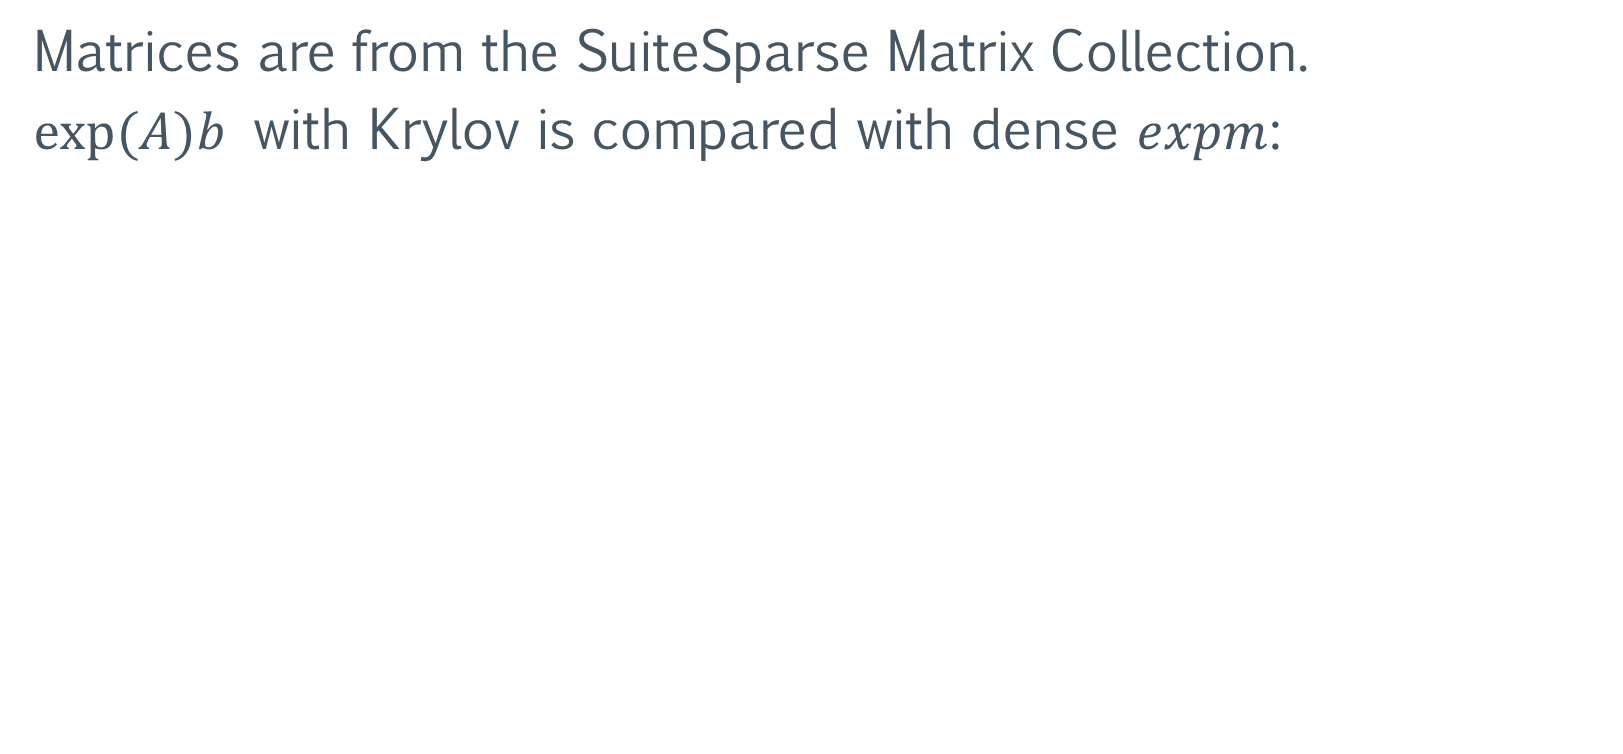 Matrices are from the SuiteSparse Matrix Collection.
exp(A)b with Krylov is compared with dense expm: